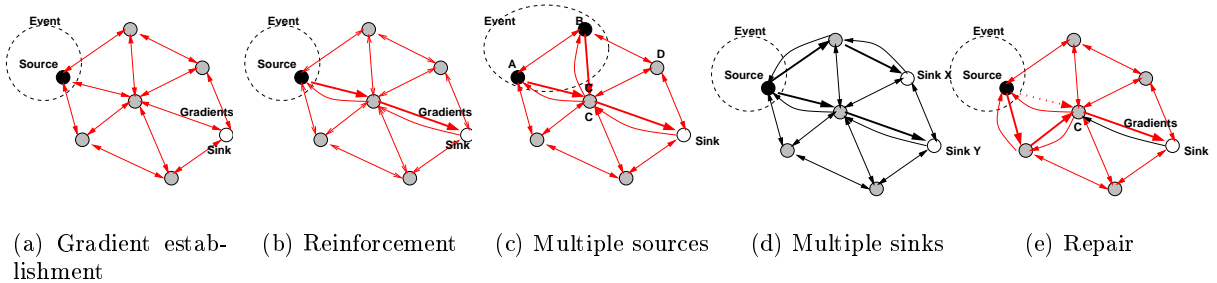 Event
Source
Gradients
Sink
(a) Gradient estab-
lishment
Event
Source
Gradients
Sink
(b) Reinforcement
Event
B
A
D
C
C
Sink
(c) Multiple sources
Event
Source
Sink X
Sink Y
(d) Multiple sinks
Event
Source
C
Gradients
Sink
(e) Repair